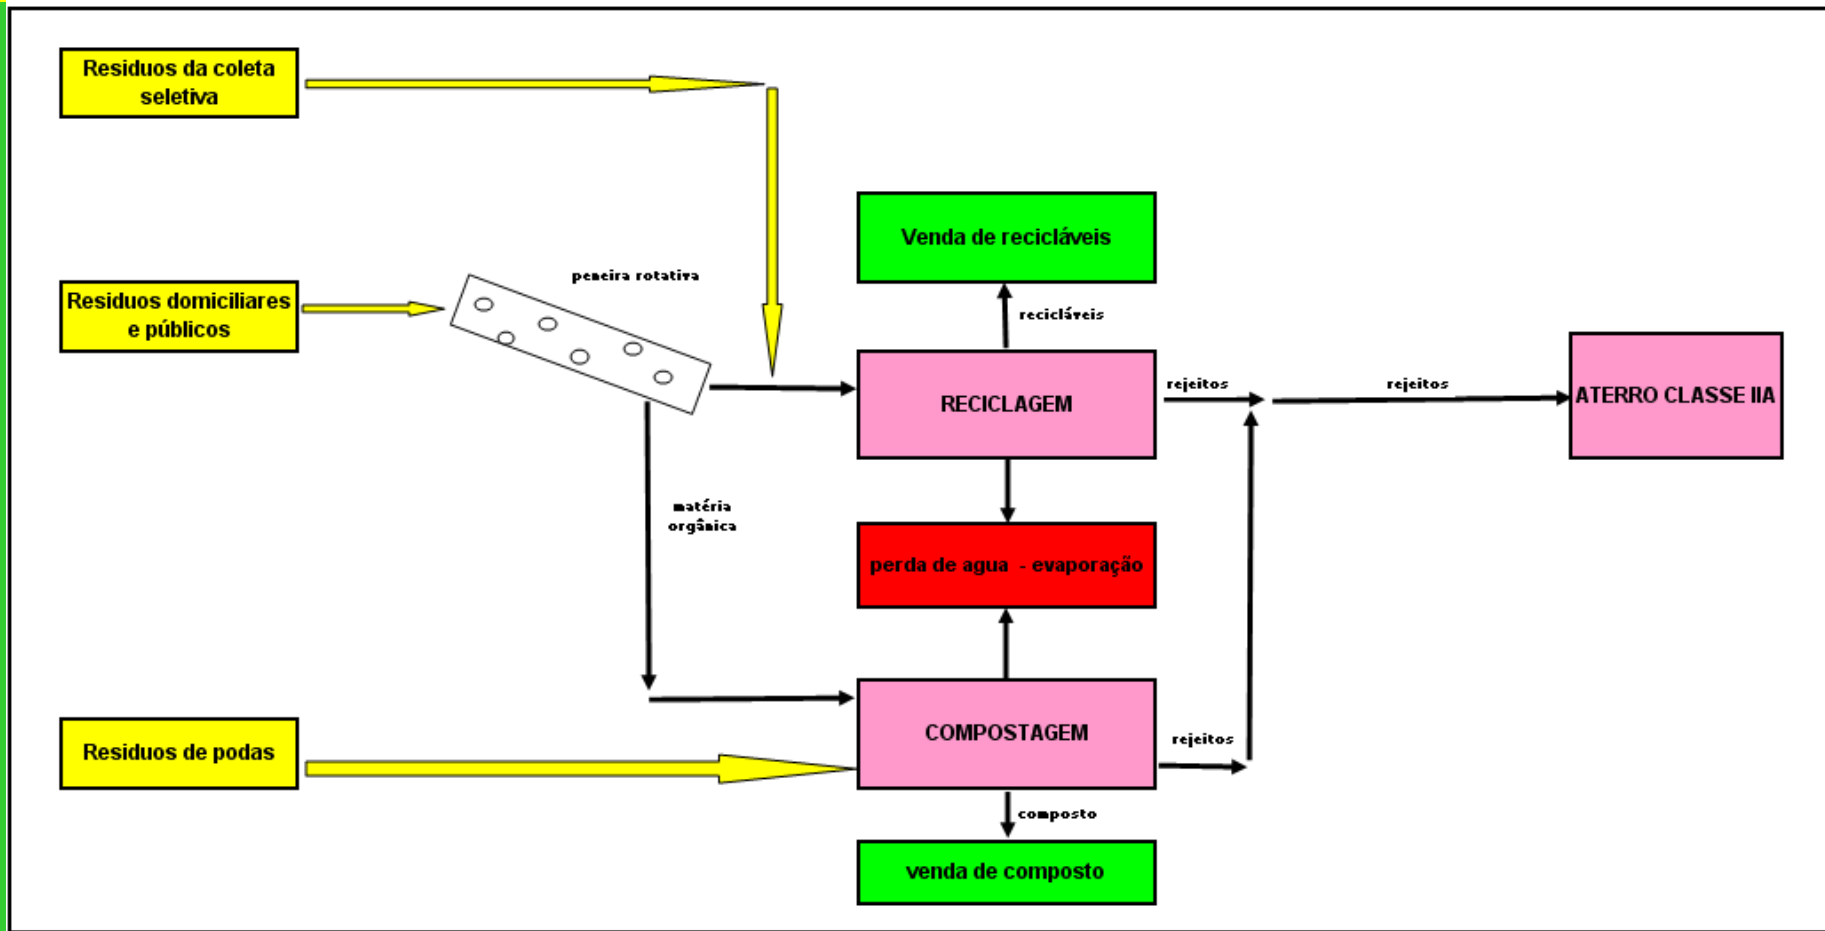 Residuos da coleta
seletiva
Venda de recicláveis
peneira rotativa
Residuos domiciliares
e públicos
recicláveis
RECICLAGEM
rejeitos
rejeitos
ATERRO CLASSE IIA
matéria
orgânica
perda de agua - evaporação
COMPOSTAGEM
rejeitos
Residuos de podas
composto
venda de composto